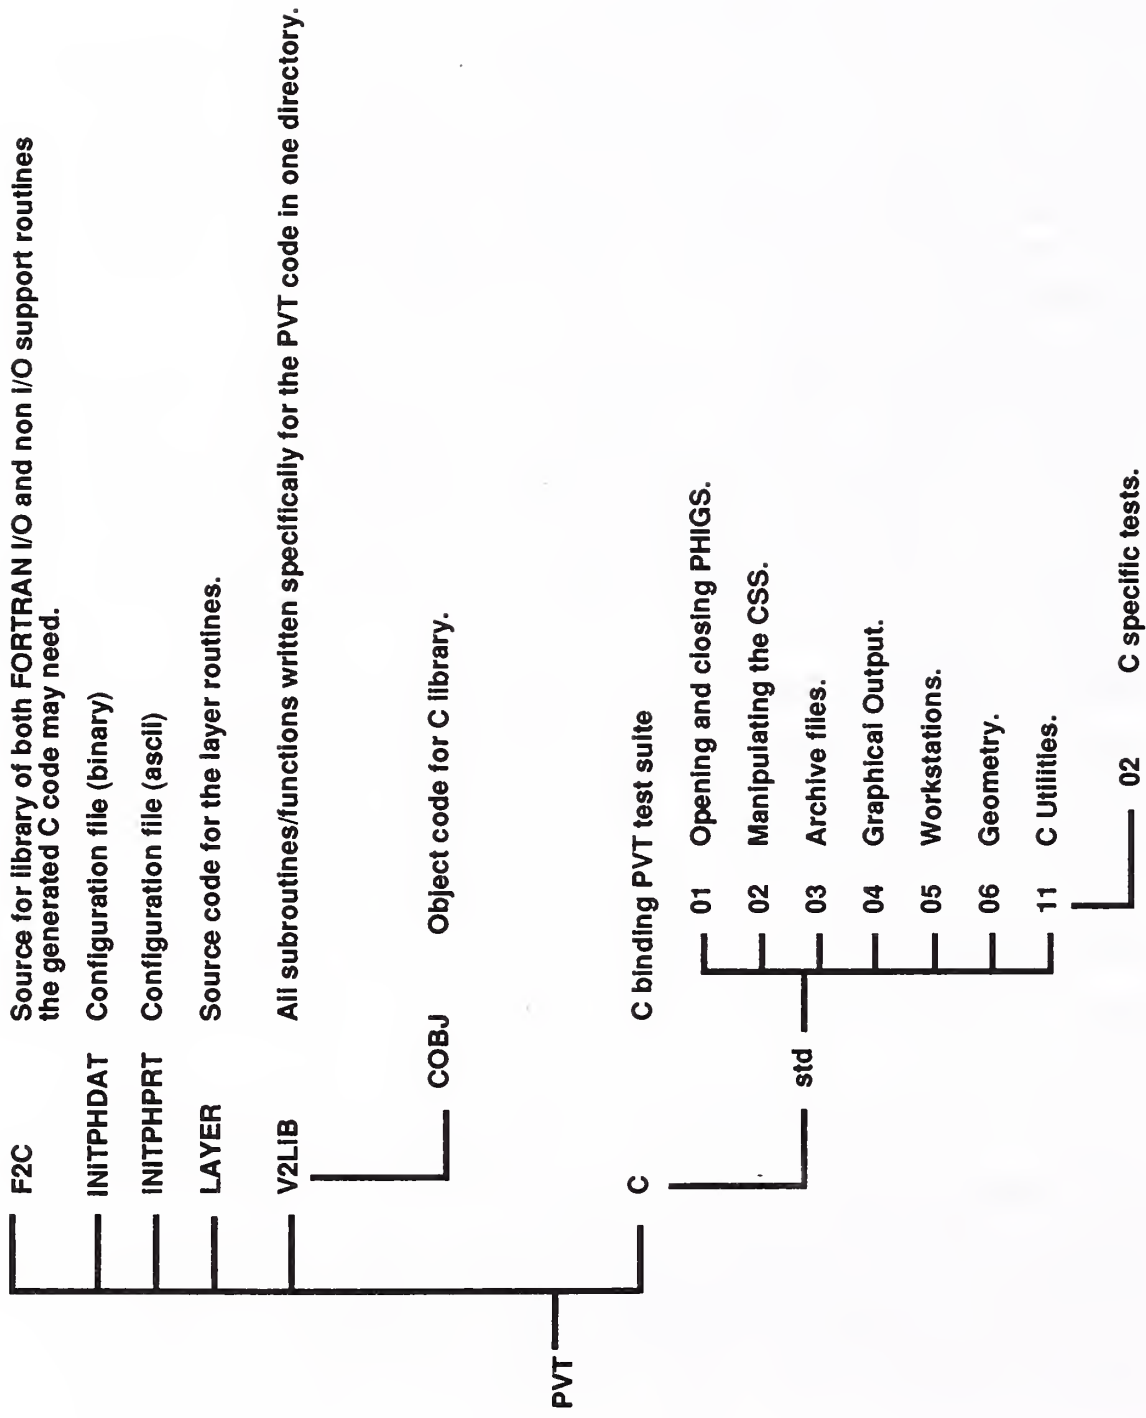 F2C Source for library of both FORTRAN I/O and non I/O support routines
the generated C code may need.
INITPHDAT Configuration file (binary)
INITPHPRT Configuration file (ascii)
LAYER Source code for the layer routines.
V2LIB All subroutines/functions written specifically for the PVT code in one directory.
COBJ Object code for C library.
PVT
C C binding PVT test suite
01 Opening and closing PHIGS.
02 Manipulating the CSS.
std
03 Archive files.
04 Graphical Output.
05 Workstations.
06 Geometry.
11 C Utilities.
02 C specific tests.